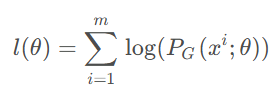 l(θ) = ∑_{i=1}^{m} log(P_G(x^i; θ))